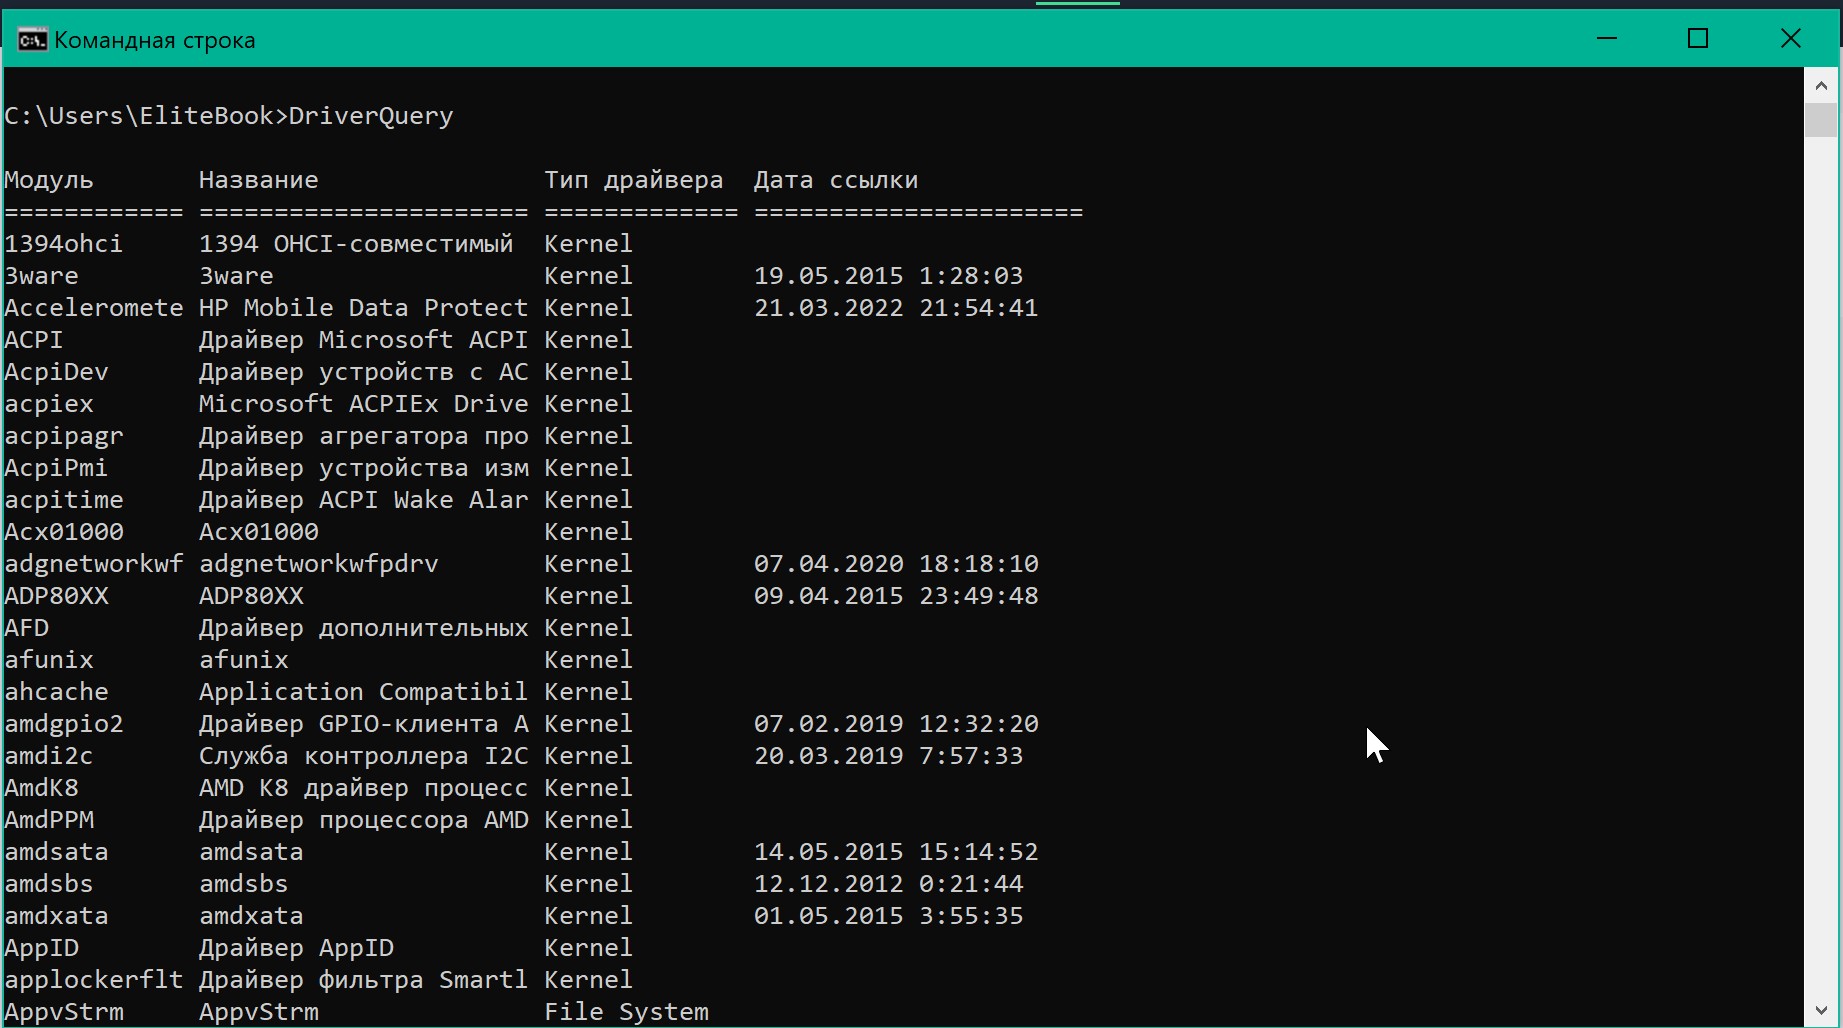 Командная строка
C:\Users\EliteBook>DriverQuery
Модуль       Название               Тип драйвера  Дата ссылки
============ ====================== ============= ======================
1394ohci     1394 OHCI-совместимый  Kernel
3ware        3ware                  Kernel        19.05.2015 1:28:03
Acceleromete HP Mobile Data Protect Kernel        21.03.2022 21:54:41
ACPI         Драйвер Microsoft ACPI Kernel
AcpiDev      Драйвер устройств с AC Kernel
acpiex       Microsoft ACPIEx Drive Kernel
acpipagr     Драйвер агрегатора про Kernel
AcpiPmi      Драйвер устройства изм Kernel
acpitime     Драйвер ACPI Wake Alar Kernel
Acx01000     Acx01000               Kernel
adgnetworkwf adgnetworkwfpdrv       Kernel        07.04.2020 18:18:10
ADP80XX      ADP80XX                Kernel        09.04.2015 23:49:48
AFD          Драйвер дополнительных Kernel
afunix       afunix                 Kernel
ahcache      Application Compatibil Kernel
amdgpio2     Драйвер GPIO-клиента A Kernel        07.02.2019 12:32:20
amdi2c       Служба контроллера I2C Kernel        20.03.2019 7:57:33
AmdK8        AMD K8 драйвер процесс Kernel
AmdPPM       Драйвер процессора AMD Kernel
amdsata      amdsata                Kernel        14.05.2015 15:14:52
amdsbs       amdsbs                 Kernel        12.12.2012 0:21:44
amdxata      amdxata                Kernel        01.05.2015 3:55:35
AppID        Драйвер AppID          Kernel
applockerflt Драйвер фильтра Smartl Kernel
AppvStrm     AppvStrm               File System